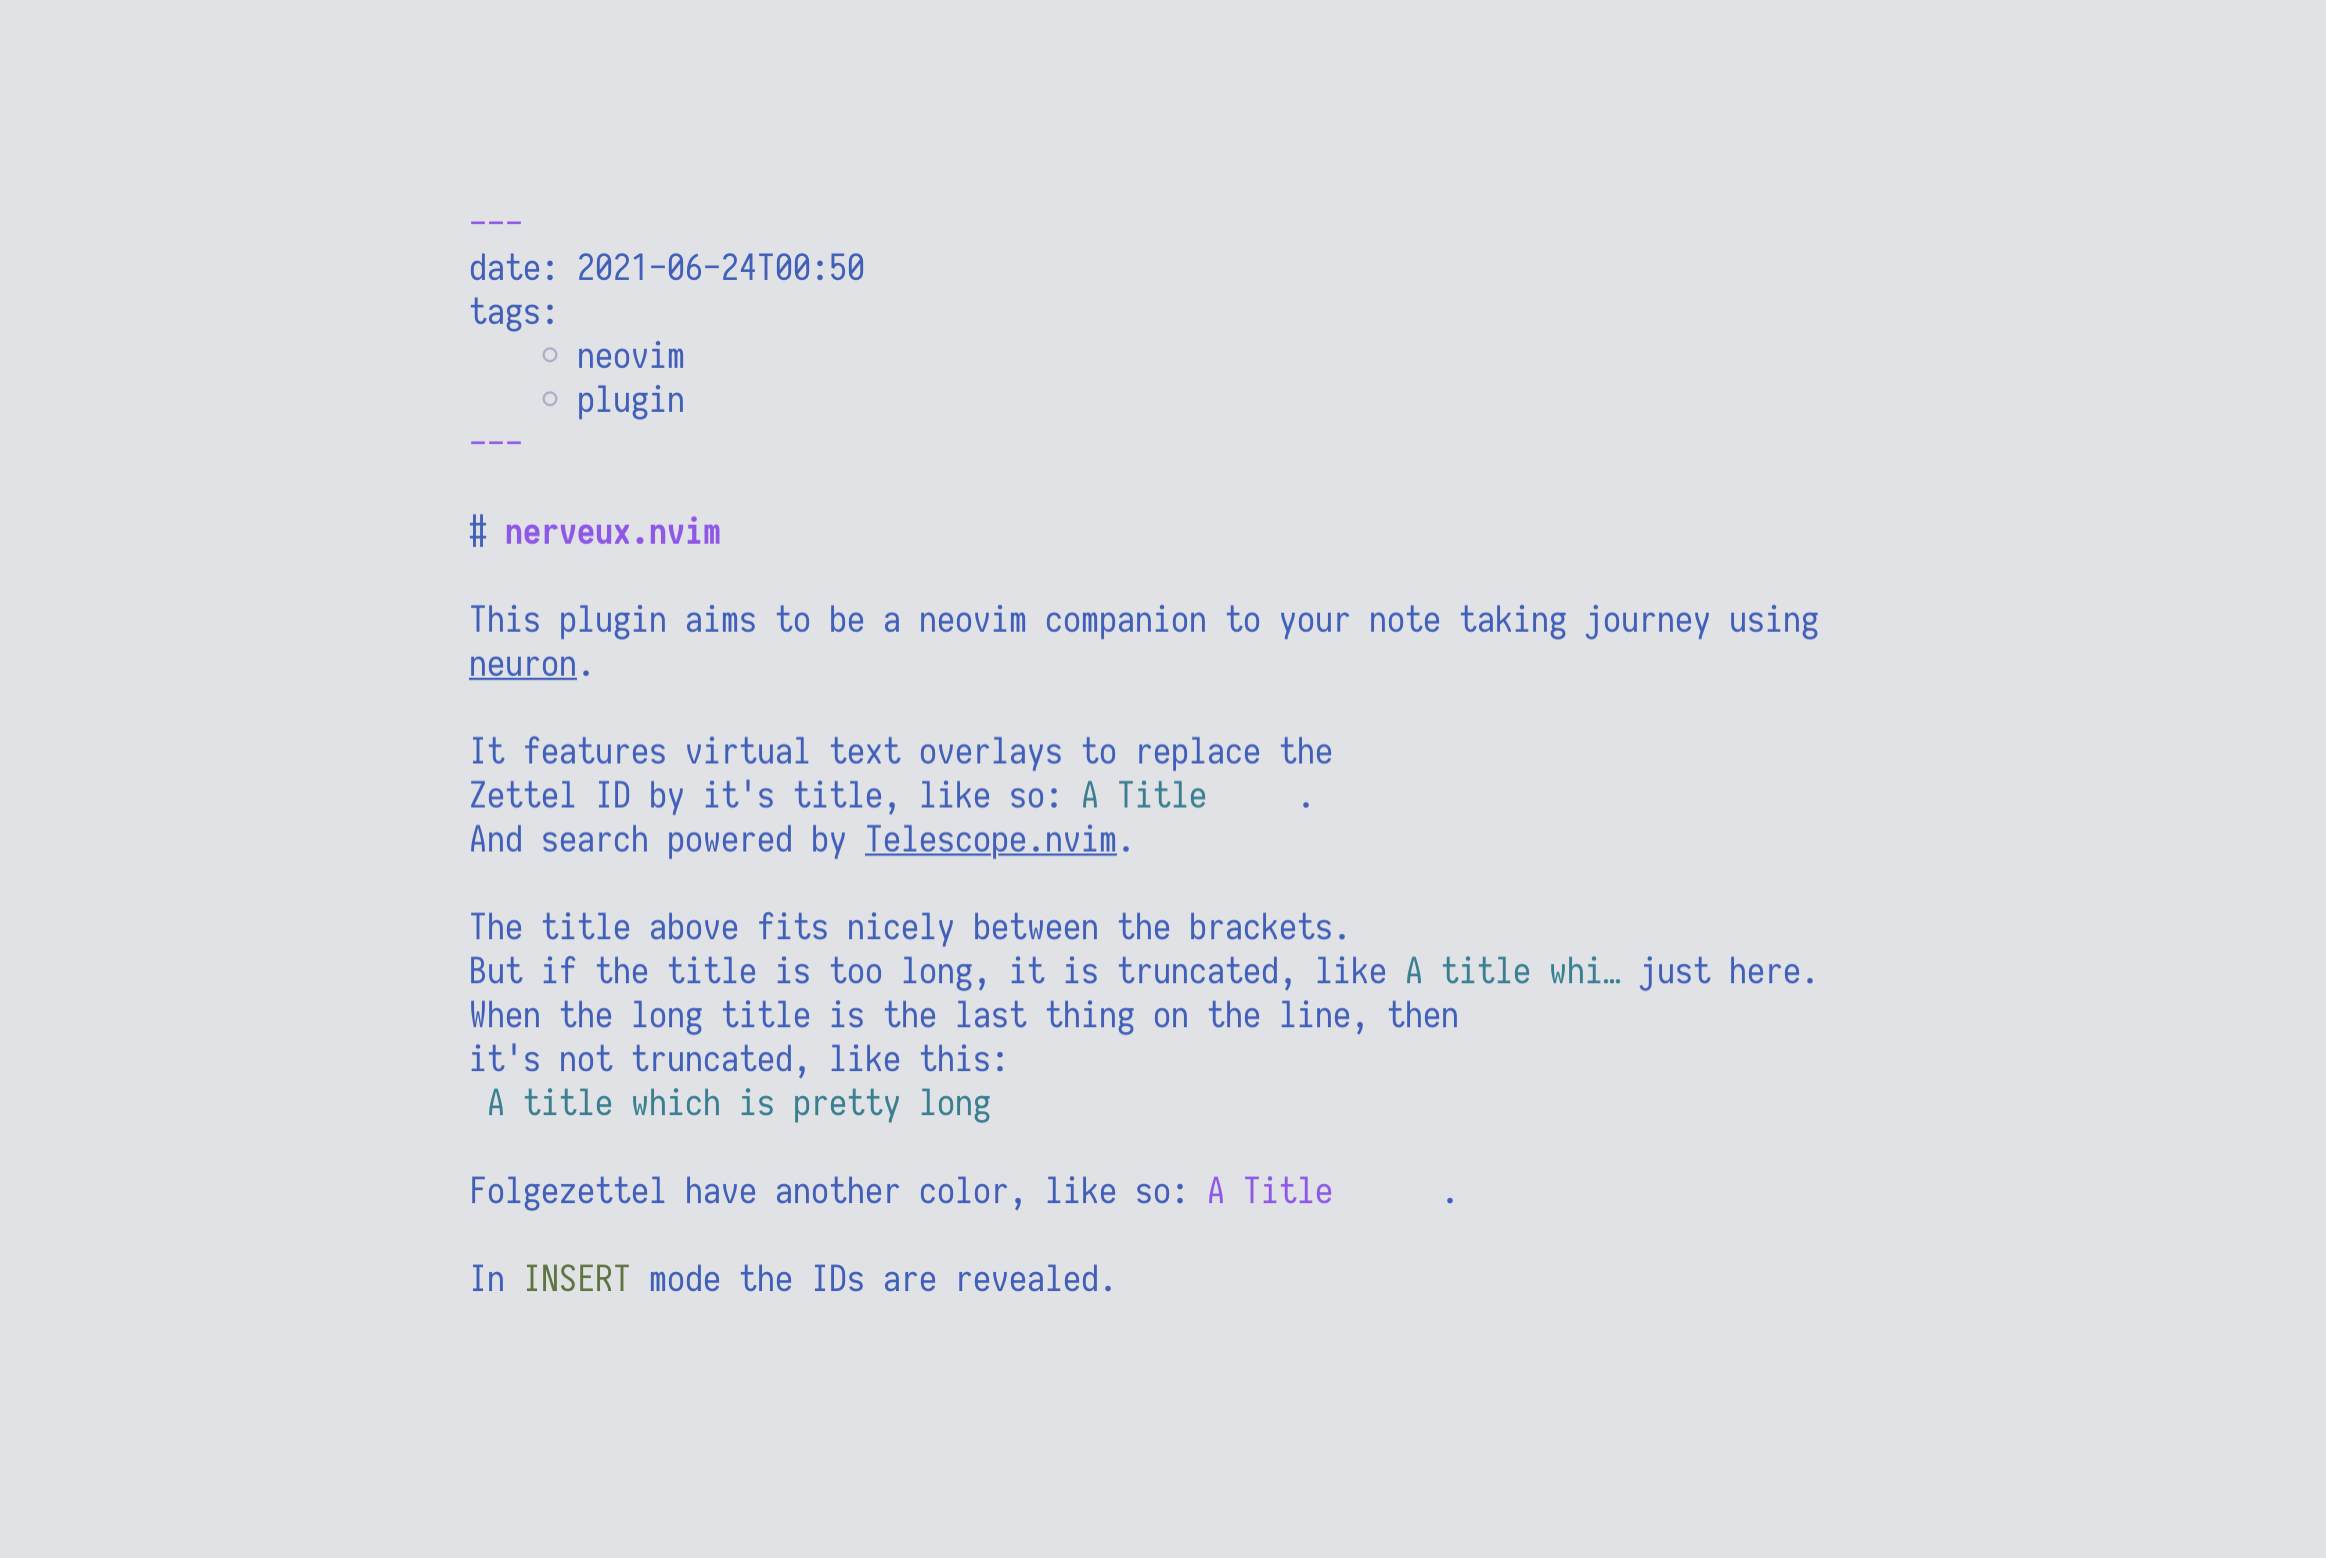 ---
date: 2021-06-24T00:50
tags:
○ neovim
○ plugin
---
# nerveux.nvim
This plugin aims to be a neovim companion to your note taking journey using
neuron.
It features virtual text overlays to replace the
Zettel ID by it's title, like so: A Title     .
And search powered by Telescope.nvim.
The title above fits nicely between the brackets.
But if the title is too long, it is truncated, like A title whi… just here.
When the long title is the last thing on the line, then
it's not truncated, like this:
A title which is pretty long
Folgezettel have another color, like so: A Title      .
In INSERT mode the IDs are revealed.